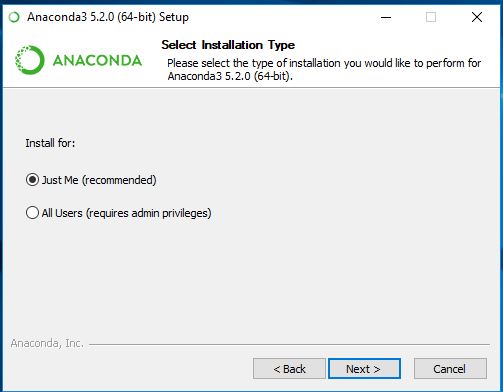 Anaconda3 5.2.0 (64-bit) Setup
ANACONDA
Select Installation Type
Please select the type of installation you would like to perform for
Anaconda3 5.2.0 (64-bit).
Install for:
Just Me (recommended)
All Users (requires admin privileges)
Anaconda, Inc.
< Back
Next >
Cancel